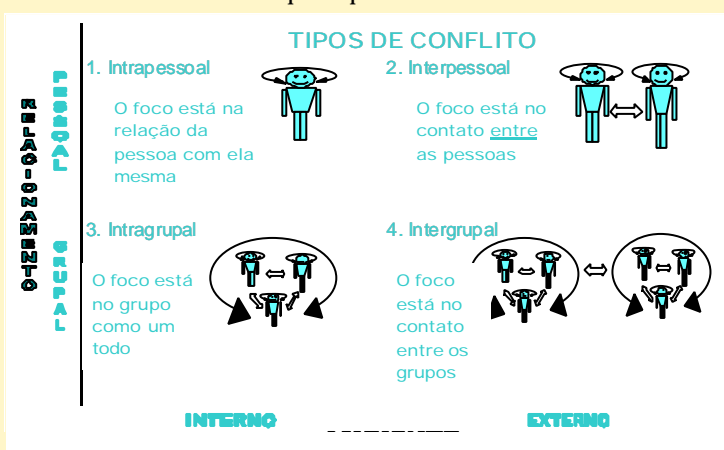 TIPOS DE CONFLITO
1. Intrapessoal
O foco está na
relação da
pessoa com ela
mesma
2. Interpessoal
O foco está no
contato entre
as pessoas
3. Intragrupal
O foco está
no grupo
como um
todo
4. Intergrupal
O foco
está no
contato
entre os
grupos
RELACIONAMENTO
PESSOAL
GRUPAL
INTERNO
EXTERNO